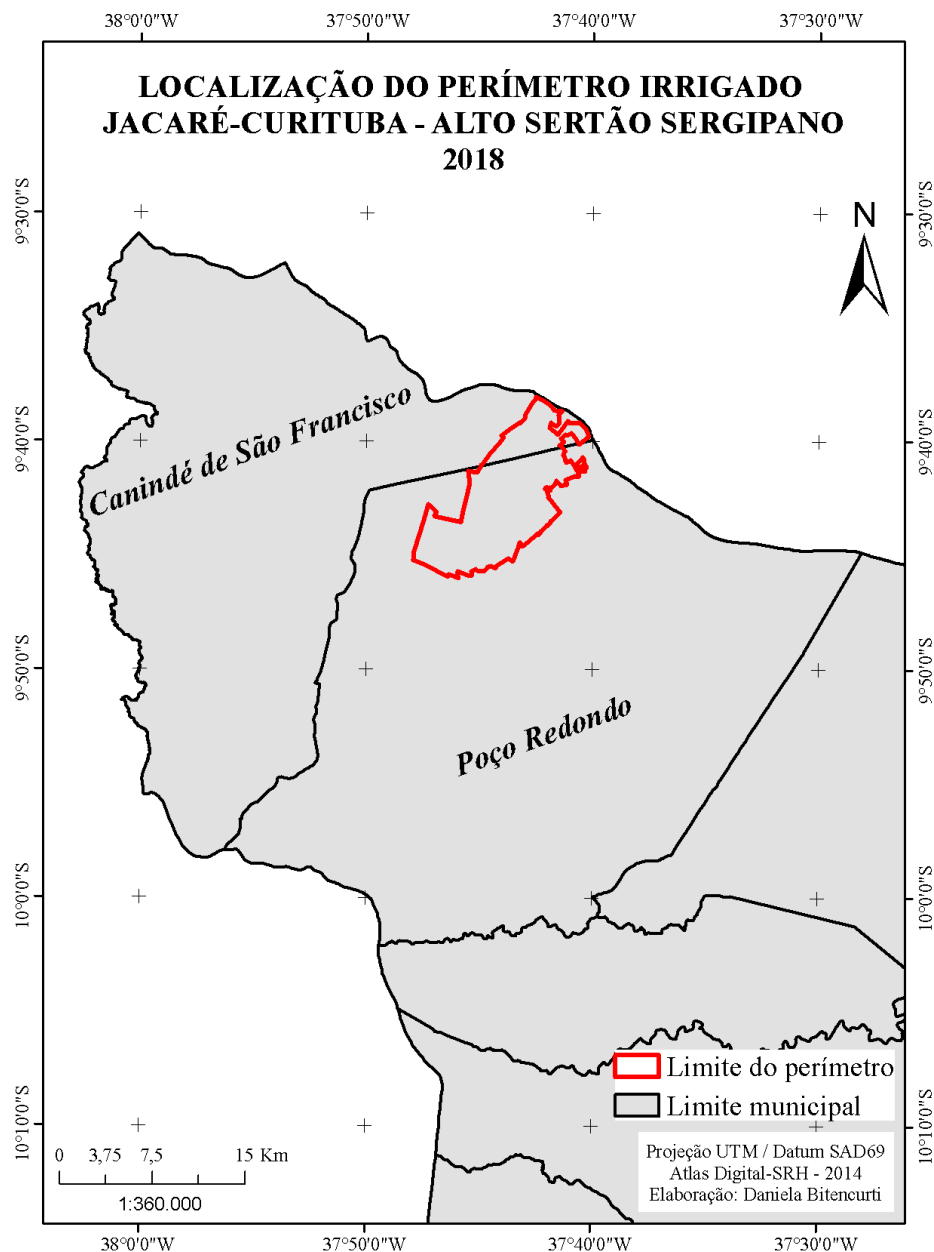 38°0'0"W 37°50'0"W 37°40'0"W 37°30'0"W
LOCALIZAÇÃO DO PERÍMETRO IRRIGADO
JACARÉ-CURITUBA - ALTO SERTÃO SERGIPANO
2018
9°30'0"S 9°30'0"S
N
Canindé de São Francisco
9°40'0"S 9°40'0"S
9°50'0"S 9°50'0"S
Poço Redondo
10°0'0"S 10°0'0"S
Limite do perímetro
Limite municipal
10°10'0"S 10°10'0"S
0 3,75 7,5 15 Km
1:360.000
Projeção UTM / Datum SAD69
Atlas Digital-SRH - 2014
Elaboração: Daniela Bitencurti
38°0'0"W 37°50'0"W 37°40'0"W 37°30'0"W